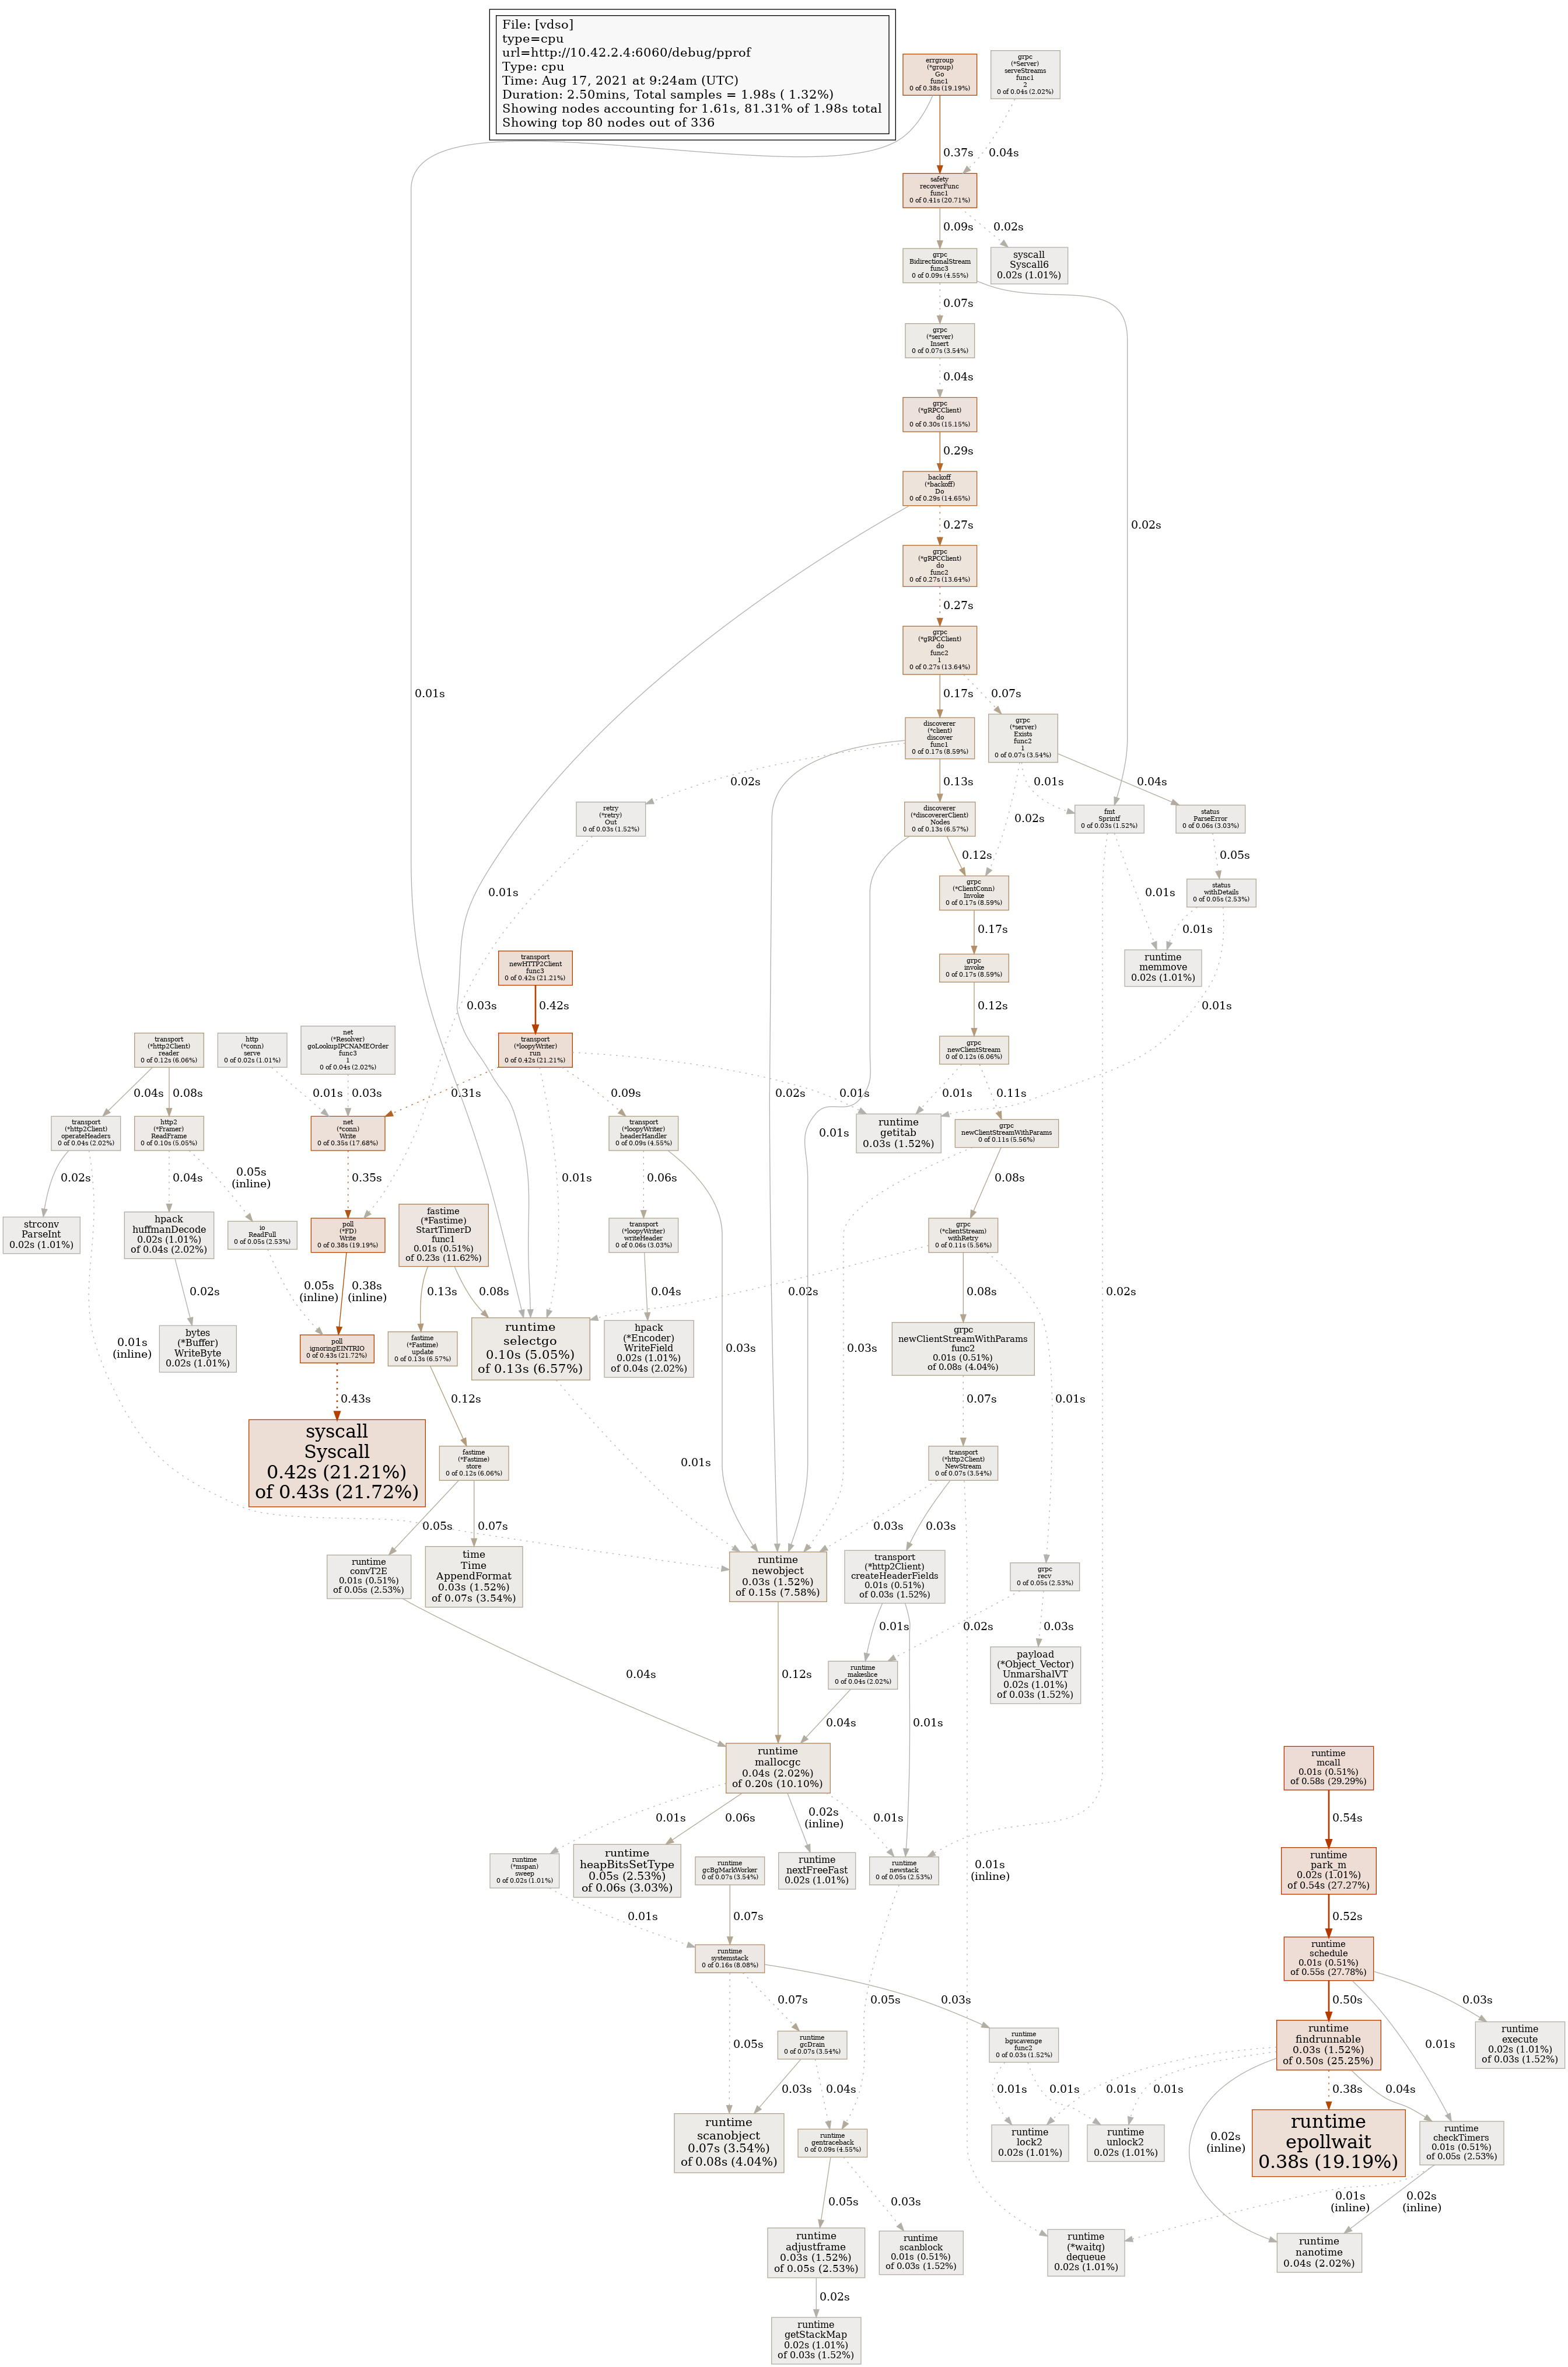 File: [vdso]
type=cpu
url=http://10.42.2.4:6060/debug/pprof
Type: cpu
Time: Aug 17, 2021 at 9:24am (UTC)
Duration: 2.50mins, Total samples = 1.98s ( 1.32%)
Showing nodes accounting for 1.61s, 81.31% of 1.98s total
Showing top 80 nodes out of 336
errgroup
(*group)
Go
func1
0 of 0.38s (19.19%)
grpc
(*Server)
serveStreams
func1
2
0 of 0.04s (2.02%)
0.37s
0.04s
safety
recoverFunc
func1
0 of 0.41s (20.71%)
0.09s
0.02s
grpc
BidirectionalStream
func3
0 of 0.09s (4.55%)
syscall
Syscall6
0.02s (1.01%)
0.07s
grpc
(*server)
Insert
0 of 0.07s (3.54%)
0.04s
grpc
(*gRPCClient)
do
0 of 0.30s (15.15%)
0.29s
backoff
(*backoff)
Do
0 of 0.29s (14.65%)
0.27s
0.02s
grpc
(*gRPCClient)
do
func2
0 of 0.27s (13.64%)
0.27s
grpc
(*gRPCClient)
do
func2
1
0 of 0.27s (13.64%)
0.01s
0.17s
0.07s
discoverer
(*client)
discover
func1
0 of 0.17s (8.59%)
grpc
(*server)
Exists
func2
1
0 of 0.07s (3.54%)
0.02s
0.13s
0.01s
0.04s
retry
(*retry)
Out
0 of 0.03s (1.52%)
discoverer
(*discovererClient)
Nodes
0 of 0.13s (6.57%)
0.02s
fmt
Sprintf
0 of 0.03s (1.52%)
status
ParseError
0 of 0.06s (3.03%)
0.12s
0.05s
0.01s
grpc
(*ClientConn)
Invoke
0 of 0.17s (8.59%)
0.01s
status
withDetails
0 of 0.05s (2.53%)
0.17s
0.01s
transport
newHTTP2Client
func3
0 of 0.42s (21.21%)
grpc
invoke
0 of 0.17s (8.59%)
runtime
memmove
0.02s (1.01%)
0.03s
0.42s
0.12s
0.01s
transport
(*http2Client)
reader
0 of 0.12s (6.06%)
http
(*conn)
serve
0 of 0.02s (1.01%)
net
(*Resolver)
goLookupIPCNAMEOrder
func3
1
0 of 0.04s (2.02%)
transport
(*loopyWriter)
run
0 of 0.42s (21.21%)
grpc
newClientStream
0 of 0.12s (6.06%)
0.04s
0.08s
0.01s
0.03s
0.31s
0.09s
0.02s
0.01s
0.01s
0.11s
transport
(*http2Client)
operateHeaders
0 of 0.04s (2.02%)
http2
(*Framer)
ReadFrame
0 of 0.10s (5.05%)
net
(*conn)
Write
0 of 0.35s (17.68%)
transport
(*loopyWriter)
headerHandler
0 of 0.09s (4.55%)
0.01s
runtime
getitab
0.03s (1.52%)
grpc
newClientStreamWithParams
0 of 0.11s (5.56%)
0.02s
0.04s
0.05s
(inline)
0.35s
0.01s
0.06s
0.08s
strconv
ParseInt
0.02s (1.01%)
hpack
huffmanDecode
0.02s (1.01%)
of 0.04s (2.02%)
io
ReadFull
0 of 0.05s (2.53%)
poll
(*FD)
Write
0 of 0.38s (19.19%)
fastime
(*Fastime)
StartTimerD
func1
0.01s (0.51%)
of 0.23s (11.62%)
transport
(*loopyWriter)
writeHeader
0 of 0.06s (3.03%)
grpc
(*clientStream)
withRetry
0 of 0.11s (5.56%)
0.02s
0.05s
(inline)
0.38s
(inline)
0.13s
0.08s
0.04s
0.02s
0.08s
0.02s
0.01s
(inline)
bytes
(*Buffer)
WriteByte
0.02s (1.01%)
poll
ignoringEINTRIO
0 of 0.43s (21.72%)
fastime
(*Fastime)
update
0 of 0.13s (6.57%)
runtime
selectgo
0.10s (5.05%)
of 0.13s (6.57%)
hpack
(*Encoder)
WriteField
0.02s (1.01%)
of 0.04s (2.02%)
0.03s
0.03s
grpc
newClientStreamWithParams
func2
0.01s (0.51%)
of 0.08s (4.04%)
0.43s
0.12s
0.07s
0.01s
syscall
Syscall
0.42s (21.21%)
of 0.43s (21.72%)
fastime
(*Fastime)
store
0 of 0.12s (6.06%)
0.01s
transport
(*http2Client)
NewStream
0 of 0.07s (3.54%)
0.05s
0.07s
0.03s
0.03s
runtime
convT2E
0.01s (0.51%)
of 0.05s (2.53%)
time
Time
AppendFormat
0.03s (1.52%)
of 0.07s (3.54%)
runtime
newobject
0.03s (1.52%)
of 0.15s (7.58%)
transport
(*http2Client)
createHeaderFields
0.01s (0.51%)
of 0.03s (1.52%)
grpc
recv
0 of 0.05s (2.53%)
0.01s
0.02s
0.03s
0.04s
0.12s
runtime
makeslice
0 of 0.04s (2.02%)
payload
(*Object_Vector)
UnmarshalVT
0.02s (1.01%)
of 0.03s (1.52%)
0.04s
0.01s
runtime
mallocgc
0.04s (2.02%)
of 0.20s (10.10%)
runtime
mcall
0.01s (0.51%)
of 0.58s (29.29%)
0.01s
0.06s
0.02s
(inline)
0.01s
0.54s
runtime
(*mspan)
sweep
0 of 0.02s (1.01%)
runtime
heapBitsSetType
0.05s (2.53%)
of 0.06s (3.03%)
runtime
gcBgMarkWorker
0 of 0.07s (3.54%)
runtime
nextFreeFast
0.02s (1.01%)
runtime
newstack
0 of 0.05s (2.53%)
0.01s
(inline)
runtime
park_m
0.02s (1.01%)
of 0.54s (27.27%)
0.01s
0.07s
0.52s
runtime
systemstack
0 of 0.16s (8.08%)
runtime
schedule
0.01s (0.51%)
of 0.55s (27.78%)
0.07s
0.05s
0.03s
0.50s
0.03s
0.05s
runtime
gcDrain
0 of 0.07s (3.54%)
runtime
bgscavenge
func2
0 of 0.03s (1.52%)
runtime
findrunnable
0.03s (1.52%)
of 0.50s (25.25%)
0.01s
runtime
execute
0.02s (1.01%)
of 0.03s (1.52%)
0.03s
0.04s
0.01s
0.01s
0.01s
0.01s
0.38s
0.04s
runtime
scanobject
0.07s (3.54%)
of 0.08s (4.04%)
runtime
gentraceback
0 of 0.09s (4.55%)
runtime
lock2
0.02s (1.01%)
runtime
unlock2
0.02s (1.01%)
0.02s
(inline)
runtime
epollwait
0.38s (19.19%)
runtime
checkTimers
0.01s (0.51%)
of 0.05s (2.53%)
0.05s
0.03s
0.01s
(inline)
0.02s
(inline)
runtime
adjustframe
0.03s (1.52%)
of 0.05s (2.53%)
runtime
scanblock
0.01s (0.51%)
of 0.03s (1.52%)
runtime
(*waitq)
dequeue
0.02s (1.01%)
runtime
nanotime
0.04s (2.02%)
0.02s
runtime
getStackMap
0.02s (1.01%)
of 0.03s (1.52%)